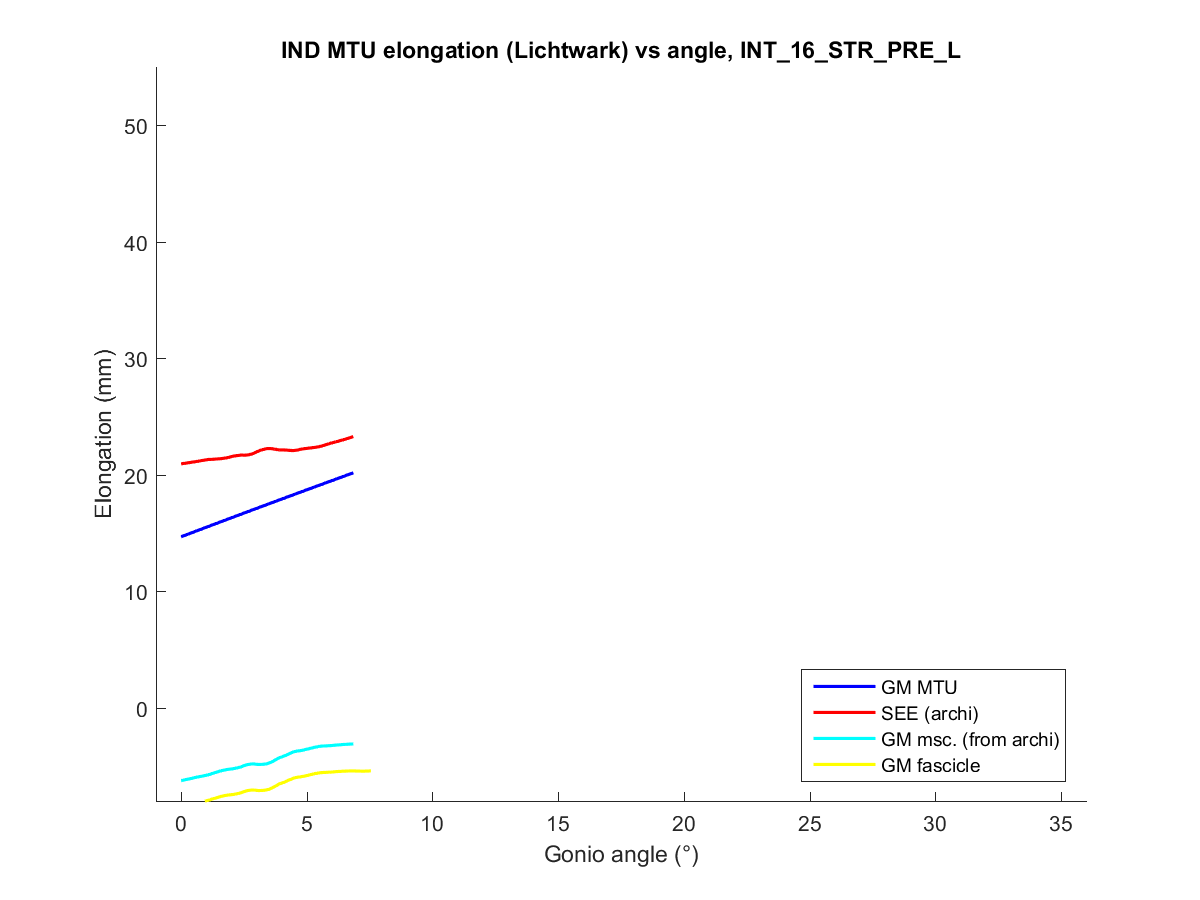 IND MTU elongation (Lichtwark) vs angle, INT_16_STR_PRE_L
50
40
30
20
10
0
Elongation (mm)
GM MTU
SEE (archi)
GM msc. (from archi)
GM fascicle
0 5 10 15 20 25 30 35
Gonio angle (°)